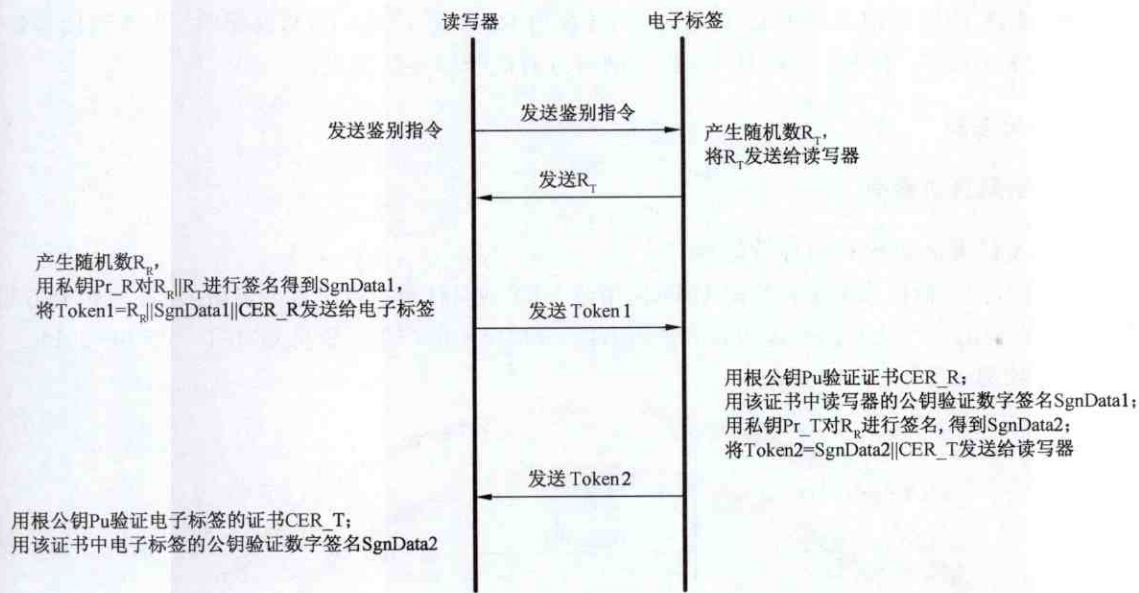 读写器 电子标签
发送鉴别指令 发送鉴别指令
产生随机数R_T,
将R_T发送给读写器
发送R_T
产生随机数R_R,
用私钥Pr_R对R_R||R_T进行签名得到SgnData1,
将Token1=R_R||SgnData1||CER_R发送给电子标签
发送 Token1
用根公钥Pu验证证书CER_R;
用该证书中读写器的公钥验证数字签名SgnData1;
用私钥Pr_T对R_R进行签名,得到SgnData2;
将Token2=SgnData2||CER_T发送给读写器
发送 Token2
用根公钥Pu验证电子标签的证书CER_T;
用该证书中电子标签的公钥验证数字签名SgnData2